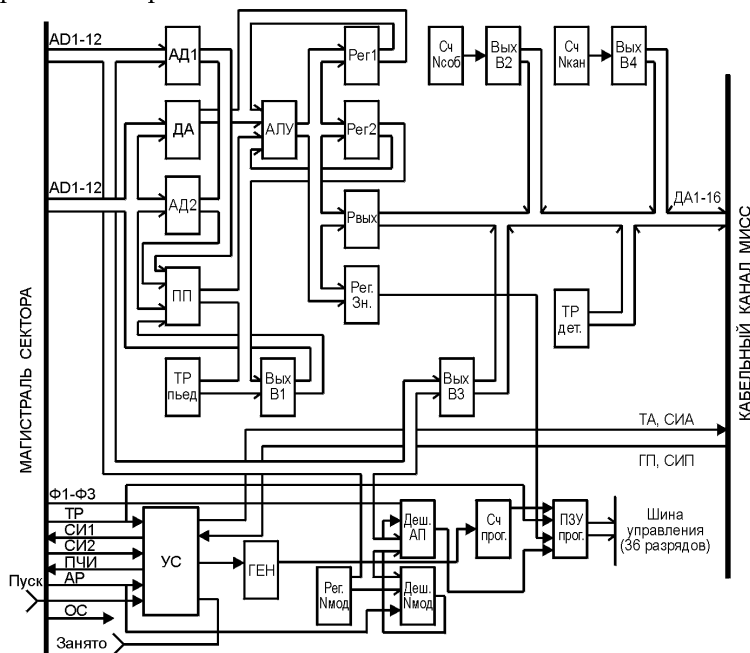 AD1-12
АД1
Рег1
Сч
Nсоб
Вых
В2
Сч
Nкан
Вых
В4
ДА
АЛУ
Рег2
AD1-12
АД2
Рвых
ДА1-16
ПП
Рег.
Зн.
ТР
дет.
ТР
пьед
Вых
В1
Вых
В3
МАГИСТРАЛЬ СЕКТОРА
КАБЕЛЬНЫЙ КАНАЛ МИСС
ТА, СИА
ГП, СИП
Ф1-Ф3
ТР
СИ1
СИ2
ПЧИ
АР
Пуск
ОС
Занято
УС
ГЕН
Рег.
Nмод
Деш.
АП
Деш.
Nмод
Сч
прог.
ПЗУ
прог.
Шина
управления
(36 разрядов)